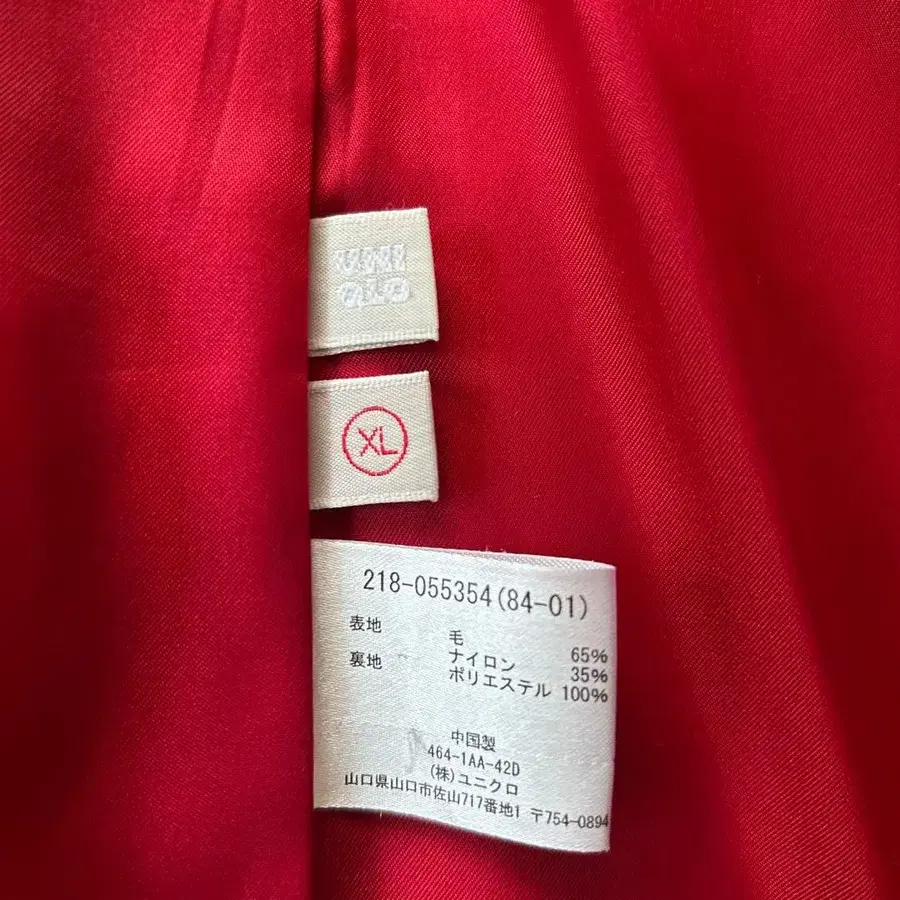 UNI
QLO
XL
218-055354(84-01)
表地 毛 65%
ナイロン 35%
裏地 ポリエステル 100%
中国製
464-1AA-42D
(株)ユニクロ
山口県山口市佐山717番地1 〒754-0894